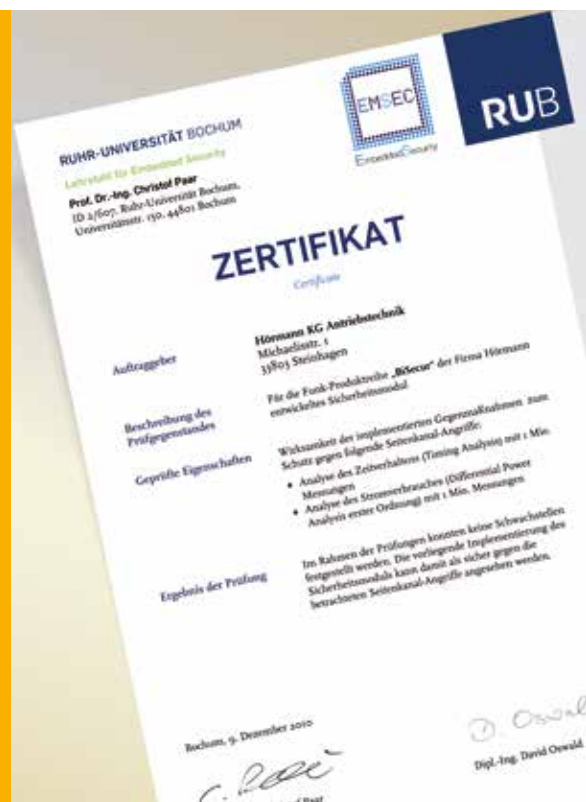 EMSEC
Embedded Security
RUB
RUHR-UNIVERSITÄT BOCHUM
Lehrstuhl für Embedded Security
Prof. Dr.-Ing. Christof Paar
ID 2/607, Ruhr-Universität Bochum,
Universitätsstr. 150, 44801 Bochum
ZERTIFIKAT
Certificate
Auftraggeber
Hörmann KG Antriebstechnik
Michaelisstr. 1
33803 Steinhagen
Beschreibung des
Prüfgegenstandes
Für die Funk-Produktreihe „BiSecur“ der Firma Hörmann
entwickeltes Sicherheitsmodul
Geprüfte Eigenschaften
Wirksamkeit der implementierten Gegenmaßnahmen zum
Schutz gegen folgende Seitenkanal-Angriffe:
• Analyse des Zeitverhaltens (Timing Analysis) mit 1 Mio.
Messungen
• Analyse des Stromverbrauches (Differential Power
Analysis erster Ordnung) mit 1 Mio. Messungen
Ergebnis der Prüfung
Im Rahmen der Prüfungen konnten keine Schwachstellen
festgestellt werden. Die vorliegende Implementierung des
Sicherheitsmoduls kann damit als sicher gegen die
betrachteten Seitenkanal-Angriffe angesehen werden.
Bochum, 9. Dezember 2010
D. Oswal
Dipl.-Ing. David Oswald
Paar